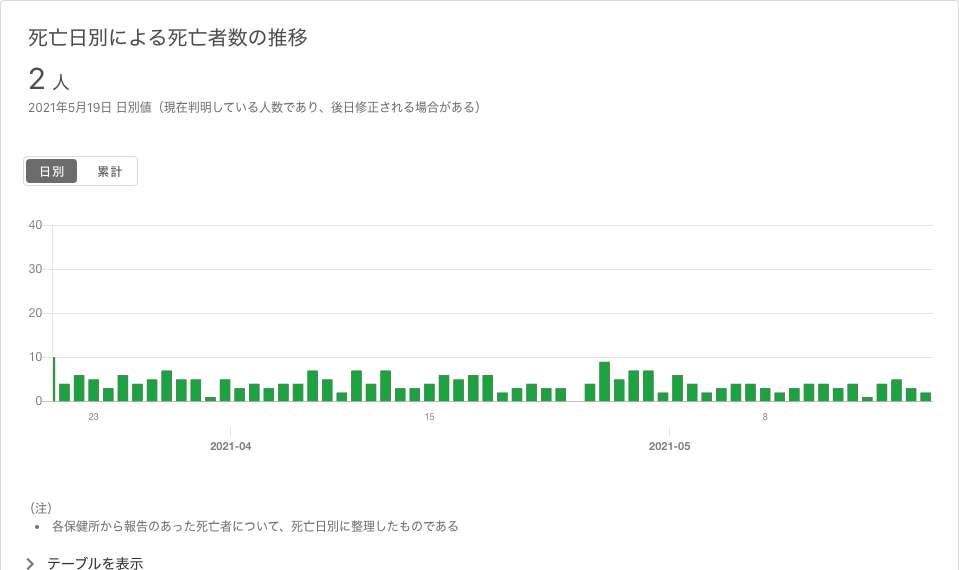 死亡日別による死亡者数の推移
2 人
2021年5月19日 日別値（現在判明している人数であり、後日修正される場合がある）
日別 累計
40
30
20
10
0
23 15 8
2021-04 2021-05
（注）
• 各保健所から報告のあった死亡者について、死亡日別に整理したものである
テーブルを表示